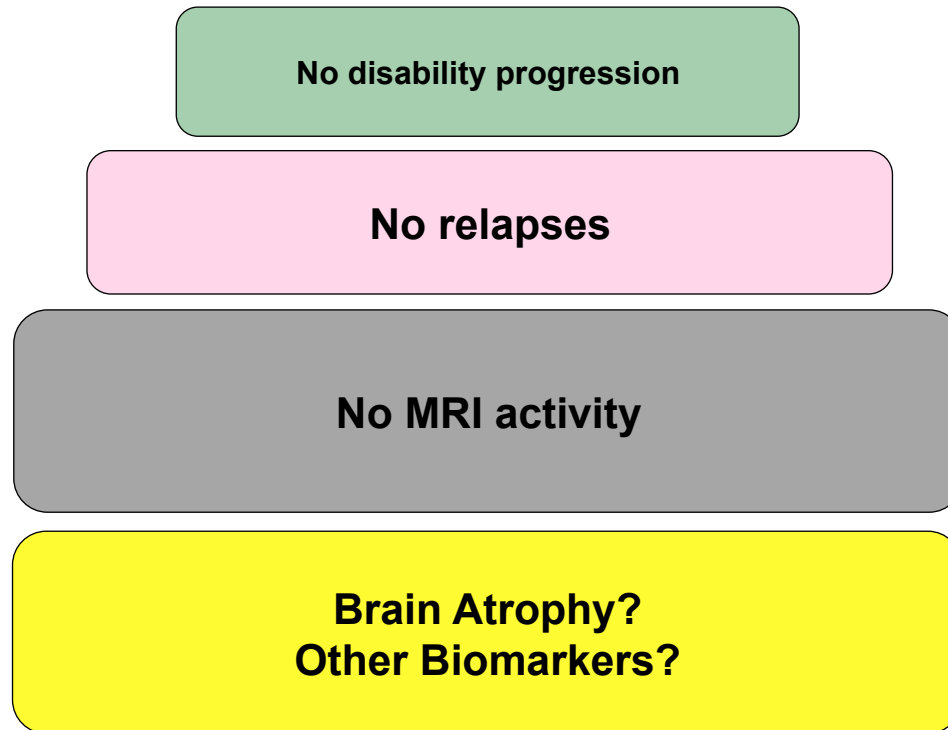 No disability progression
No relapses
No MRI activity
Brain Atrophy?
Other Biomarkers?